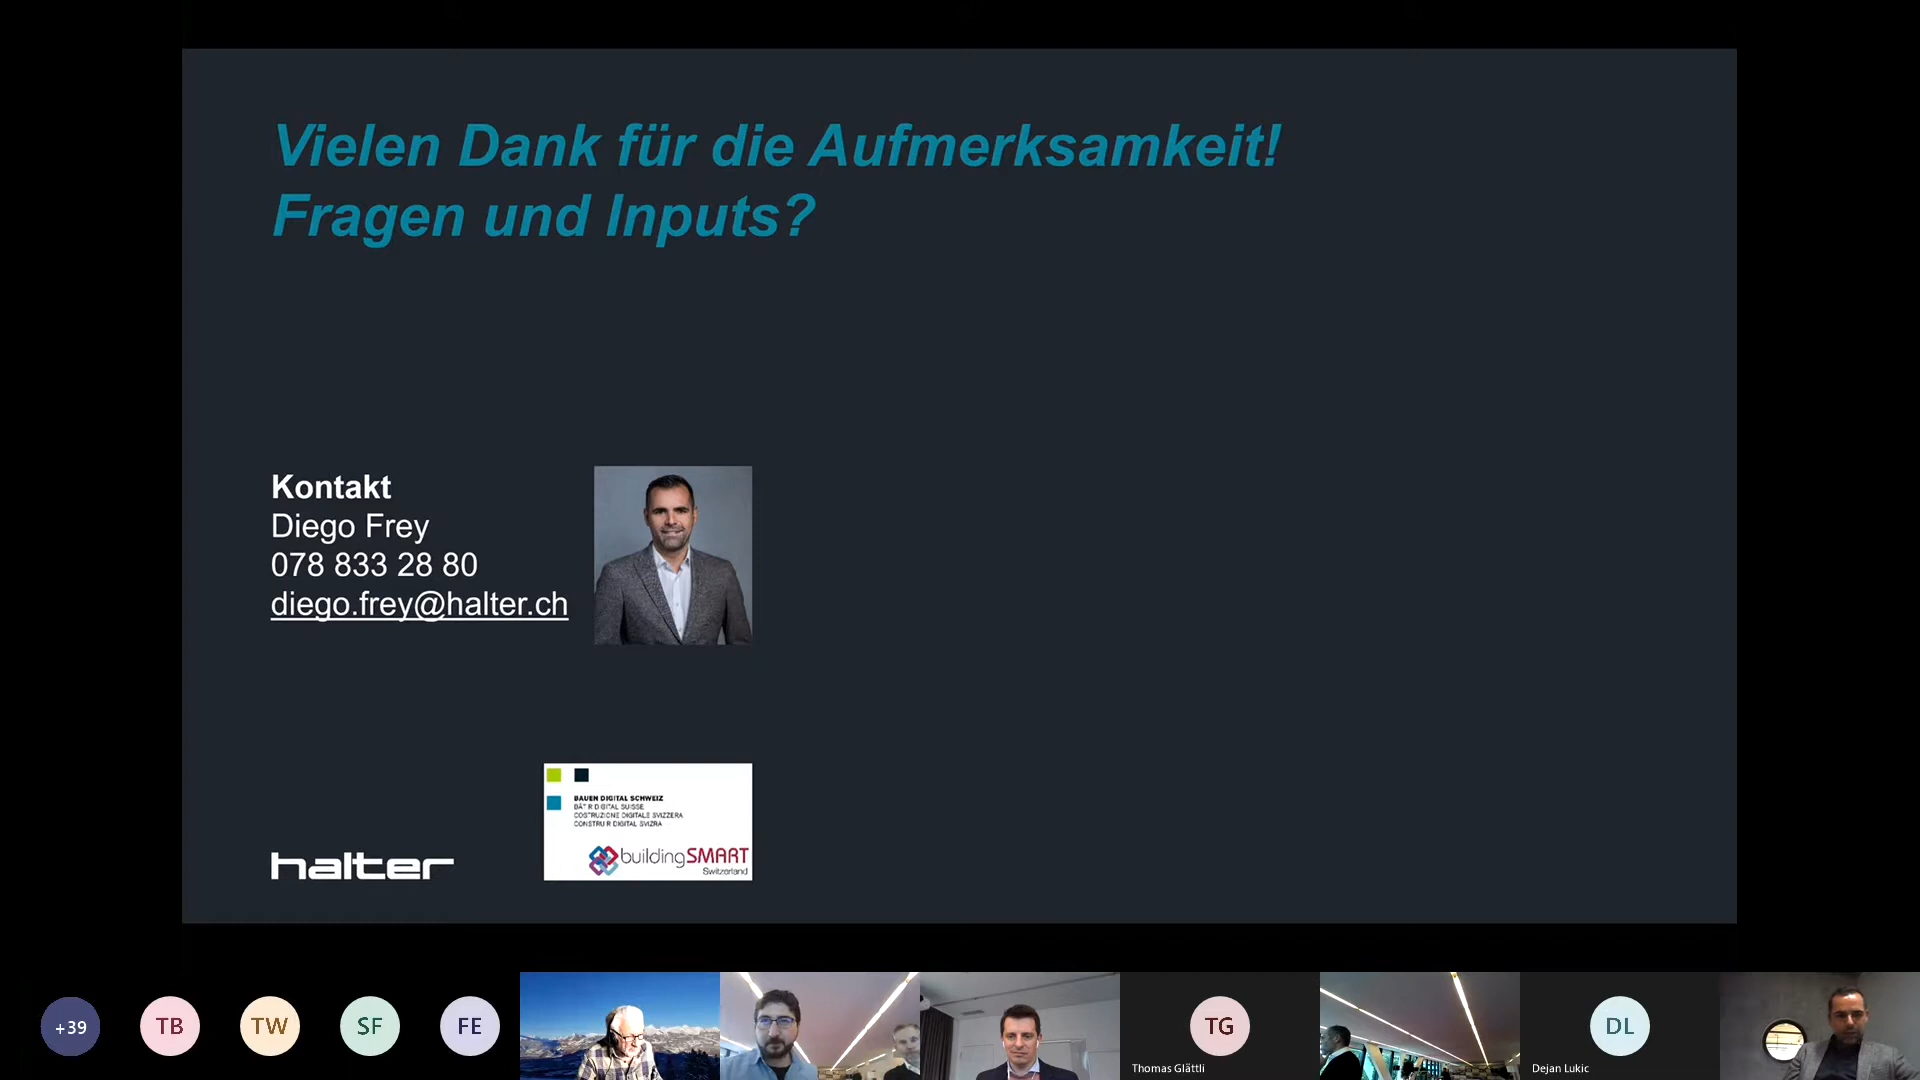 Vielen Dank für die Aufmerksamkeit!
Fragen und Inputs?
Kontakt
Diego Frey
078 833 28 80
diego.frey@halter.ch
BAUEN DIGITAL SCHWEIZ
BÂTIR DIGITAL SUISSE
COSTRUZIONE DIGITALE SVIZZERA
CONSTRUIR DIGITAL SVIZRA
buildingSMART
Switzerland
halter
+39
TB
TW
SF
FE
TG
Thomas Glättli
DL
Dejan Lukic